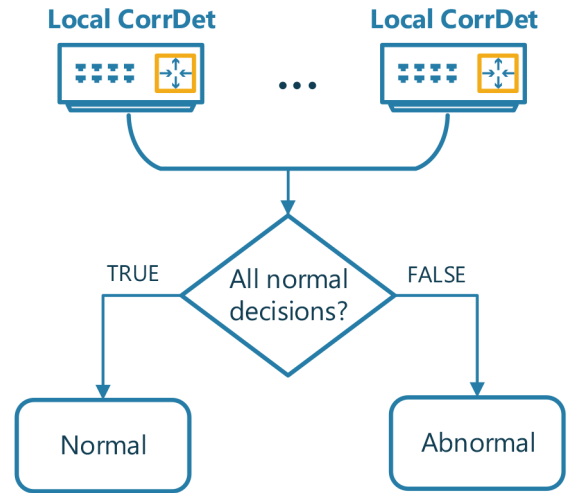 Local CorrDet
Local CorrDet
...
All normal
decisions?
TRUE
FALSE
Normal
Abnormal